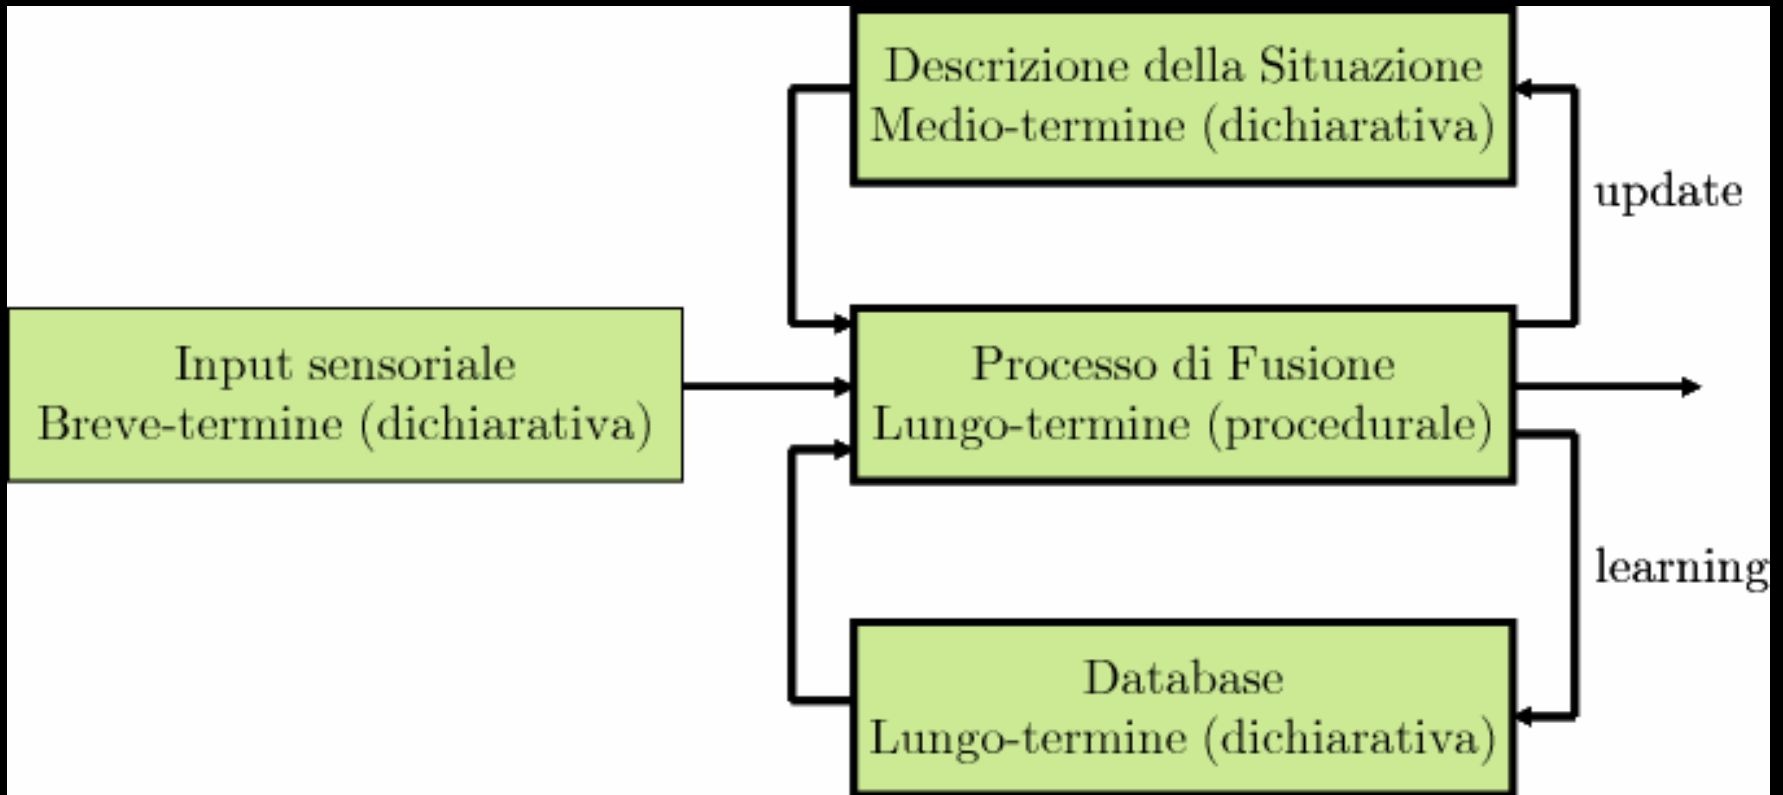 Descrizione della Situazione
Medio-termine (dichiarativa)
update
Input sensoriale
Breve-termine (dichiarativa)
Processo di Fusione
Lungo-termine (procedurale)
learning
Database
Lungo-termine (dichiarativa)